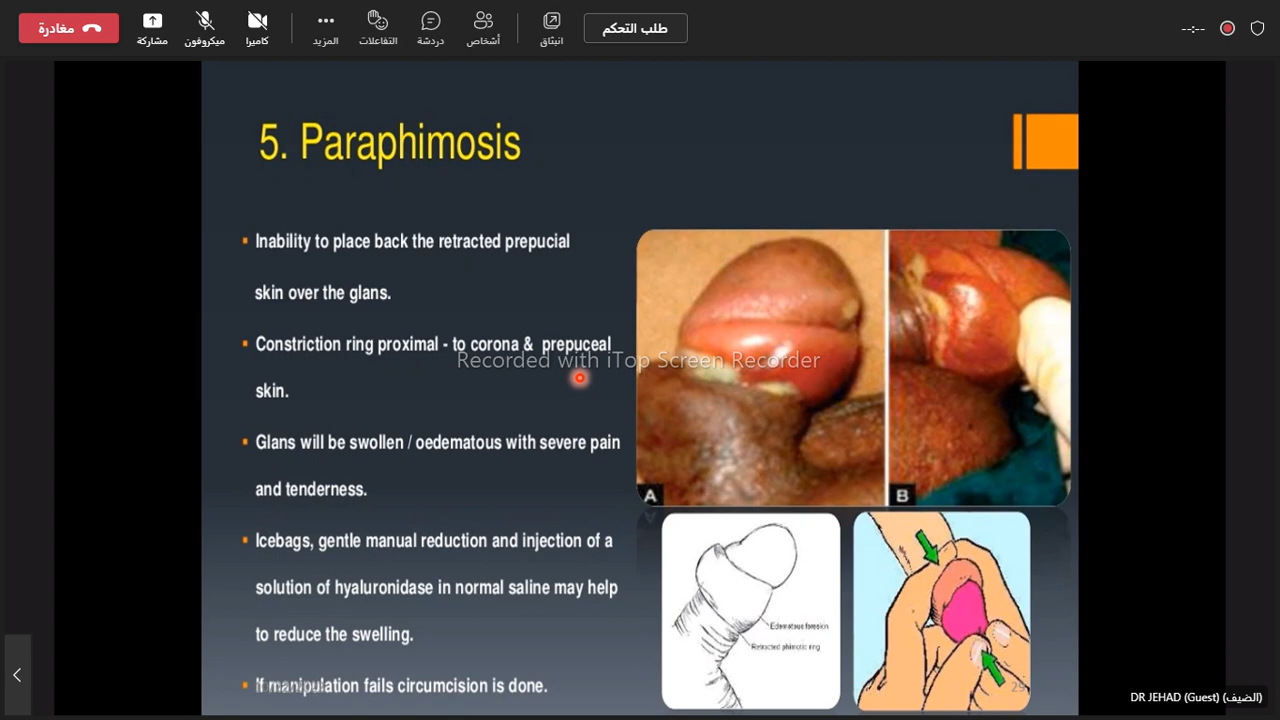 مغادرة
مشاركة
ميكروفون
كاميرا
المزيد
التفاعلات
دردشة
أشخاص
انبثاق
طلب التحكم
--:--
5. Paraphimosis
Inability to place back the retracted prepucial
skin over the glans.
Constriction ring proximal - to corona & prepuceal
Recorded with iTop Screen Recorder
skin.
Glans will be swollen / oedematous with severe pain
and tenderness.
A
B
Icebags, gentle manual reduction and injection of a
solution of hyaluronidase in normal saline may help
to reduce the swelling.
Edematous foreskin
Retracted phimotic ring
If manipulation fails circumcision is done.
DR JEHAD (Guest) (الضيف)